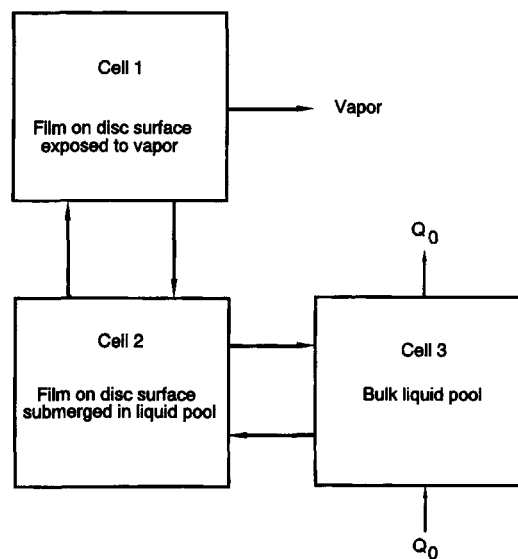 Cell 1
Film on disc surface
exposed to vapor
Vapor
Q0
Cell 2
Film on disc surface
submerged in liquid pool
Cell 3
Bulk liquid pool
Q0